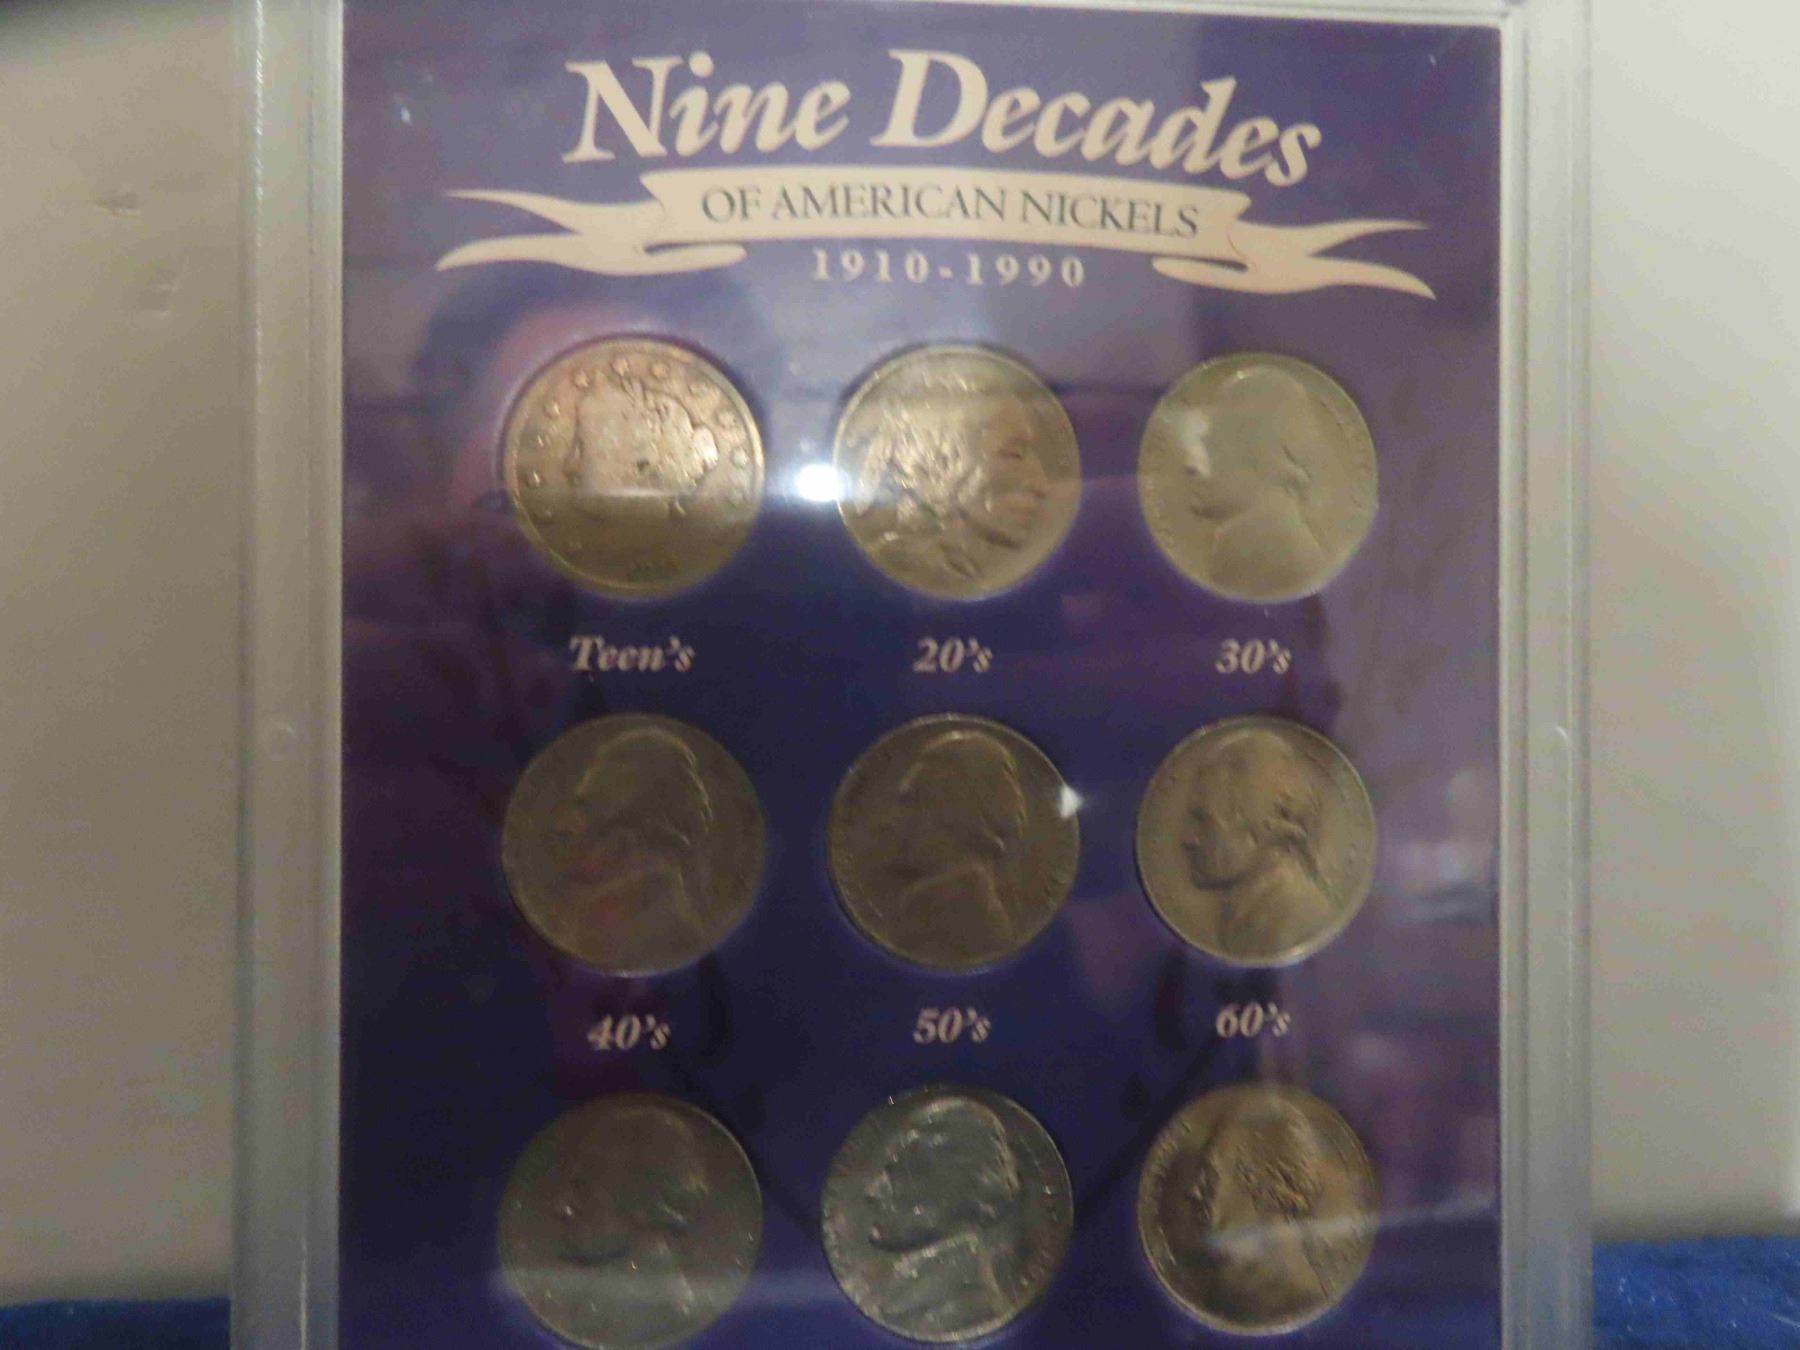 Nine Decades
OF AMERICAN NICKELS
1910-1990
Teen's 20's 30's
40's 50's 60's